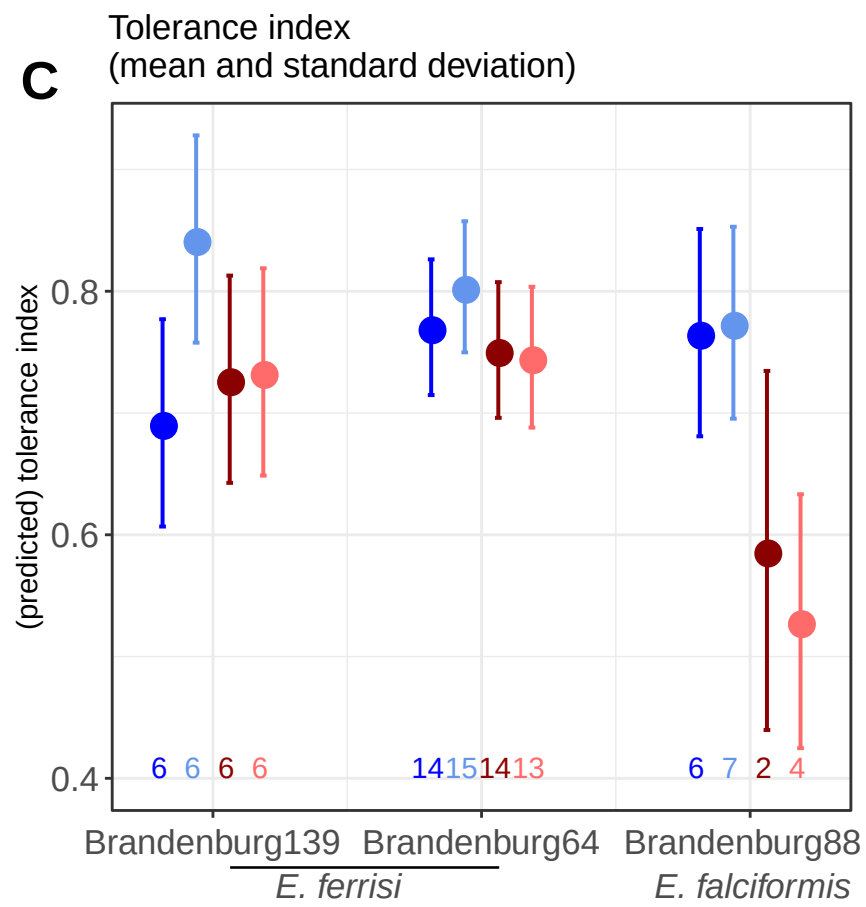 Tolerance index
(mean and standard deviation)
C
(predicted) tolerance index
0.8
0.6
0.4
6 6 6 6 14 15 14 13 6 7 2 4
Brandenburg139 Brandenburg64 Brandenburg88
E. ferrisi E. falciformis